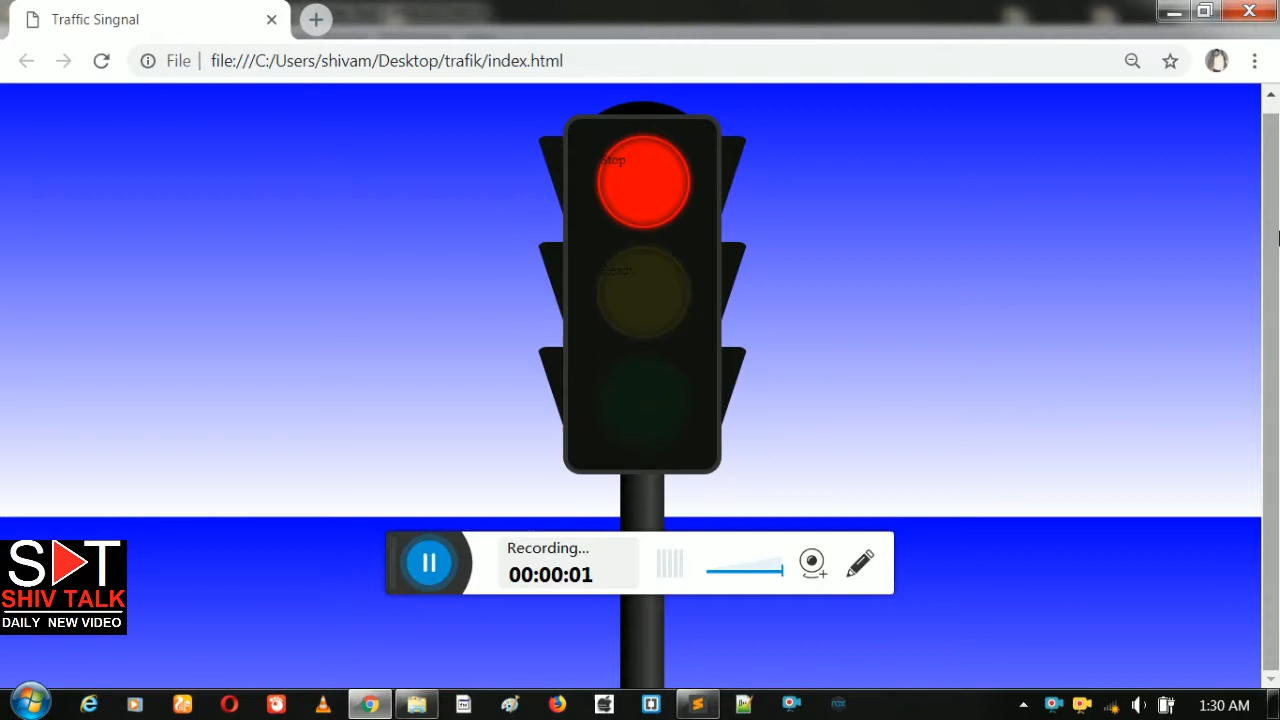 Traffic Singnal
File
file:///C:/Users/shivam/Desktop/trafik/index.html
Stop
Ready
Recording...
00:00:01
SHIV TALK
DAILY NEW VIDEO
1:30 AM